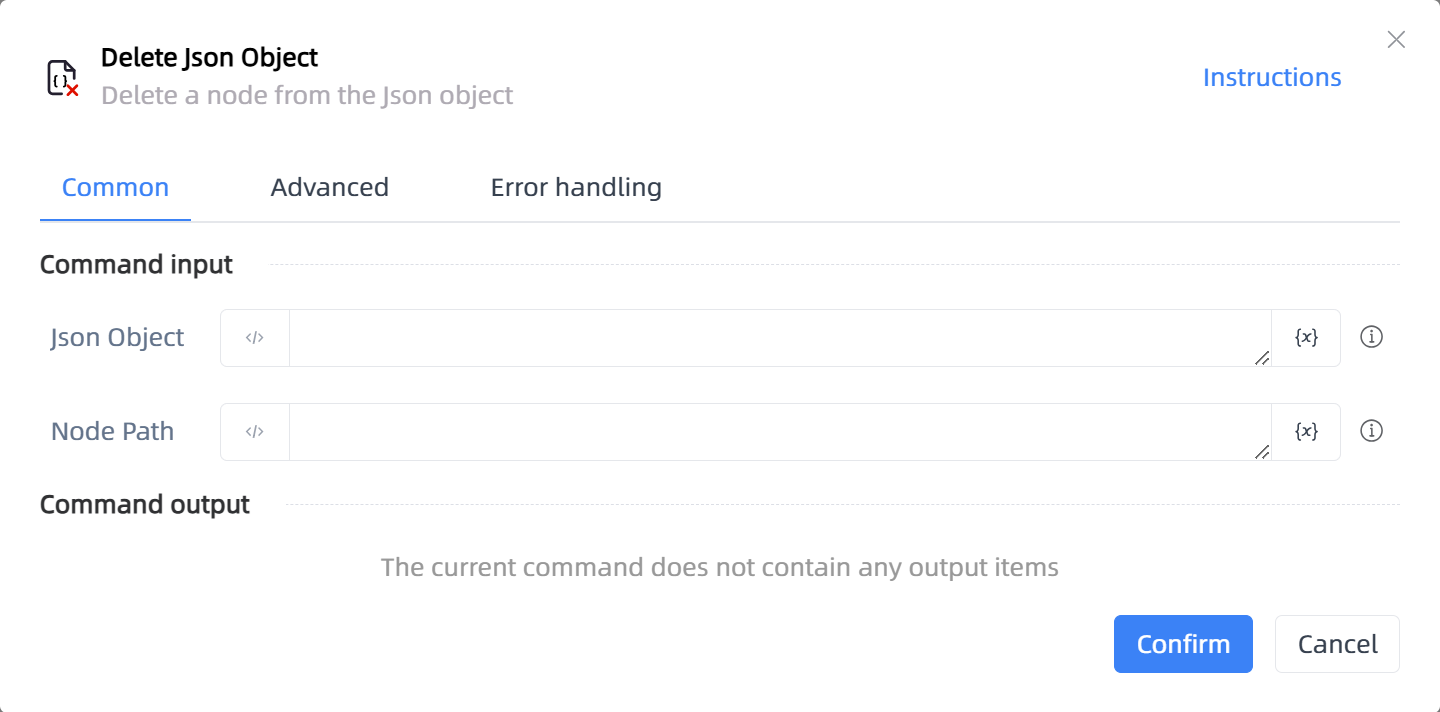 Delete Json Object
Delete a node from the Json object
Instructions
Common Advanced Error handling
Command input
Json Object </> {x}
Node Path </> {x}
Command output
The current command does not contain any output items
Confirm Cancel